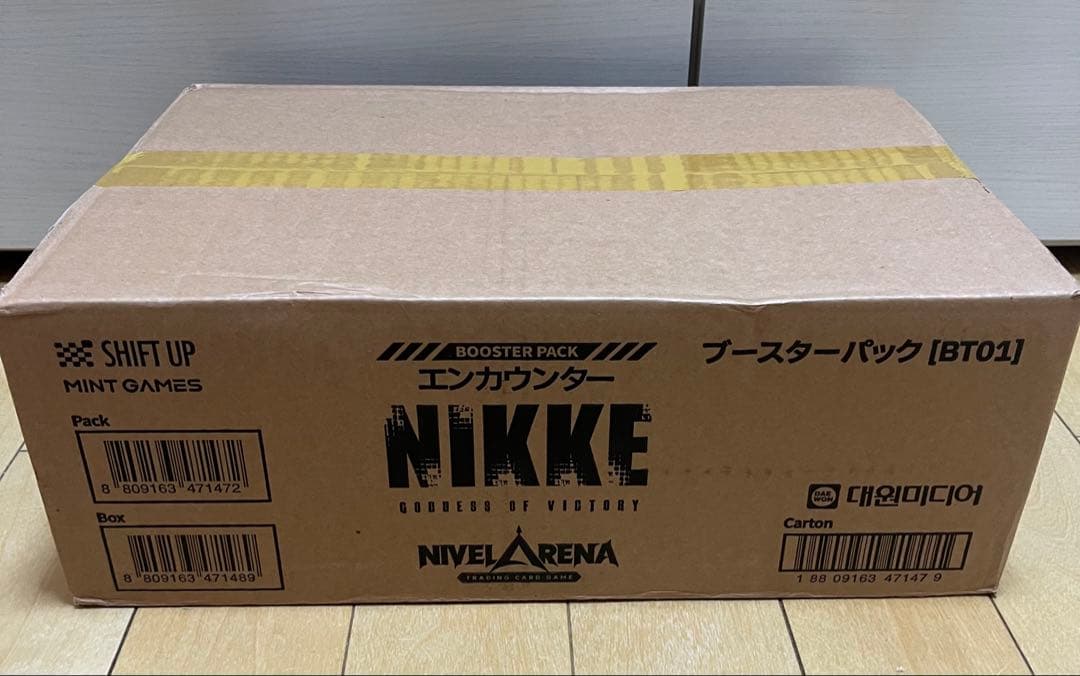 SHIFT UP
MINT GAMES
Pack
8 809163 471472
Box
8 809163 471489
BOOSTER PACK
エンカウンター
NIKKE
GODDESS OF VICTORY
NIVEL ARENA
TRADING CARD GAME
ブースターパック [BT01]
DAE WON 대원미디어
Carton
1 88 09163 47147 9